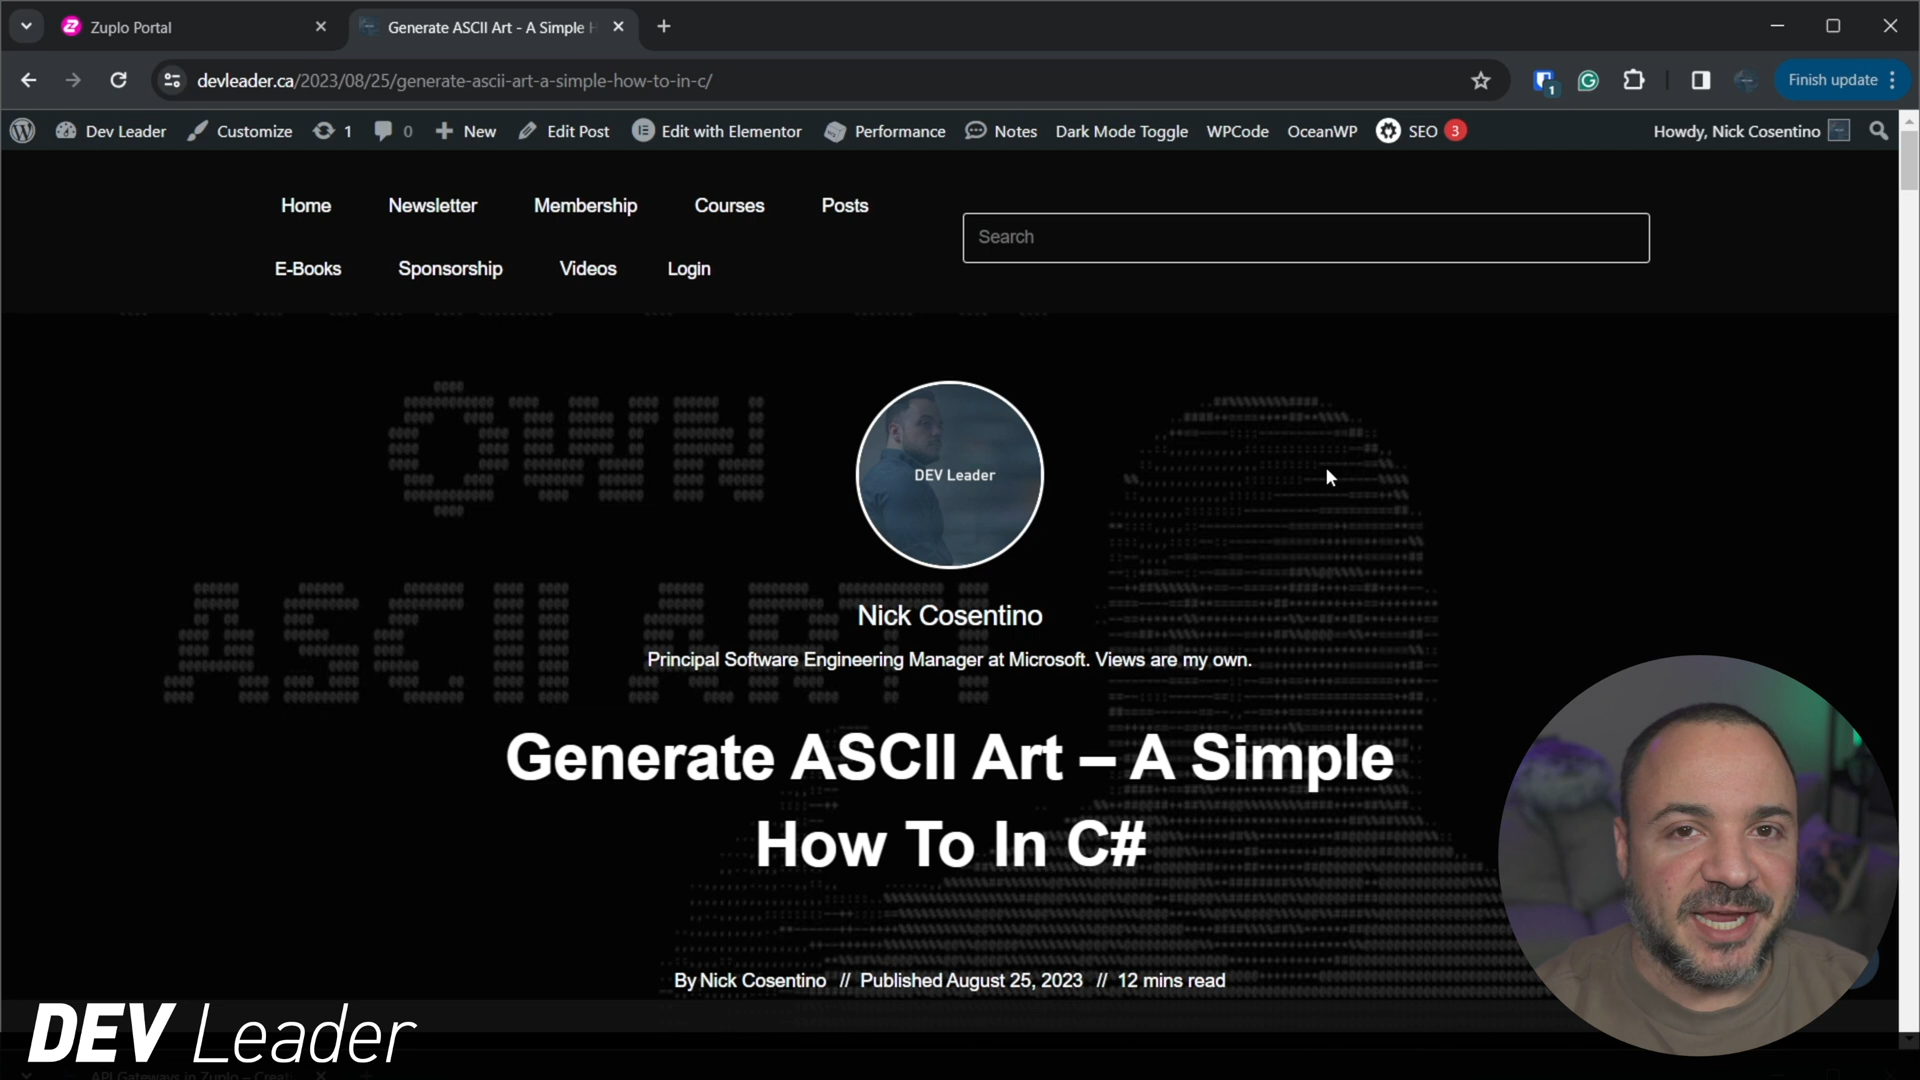 Zuplo Portal
Generate ASCII Art - A Simple H
devleader.ca/2023/08/25/generate-ascii-art-a-simple-how-to-in-c/
1
Finish update
Dev Leader Customize 1 0 New Edit Post Edit with Elementor Performance Notes Dark Mode Toggle WPCode OceanWP SEO 3 Howdy, Nick Cosentino
Home Newsletter Membership Courses Posts
Search
E-Books Sponsorship Videos Login
OWN
DEV Leader
ASCII ART!
Nick Cosentino
Principal Software Engineering Manager at Microsoft. Views are my own.
Generate ASCII Art – A Simple
How To In C#
By Nick Cosentino // Published August 25, 2023 // 12 mins read
DEV Leader